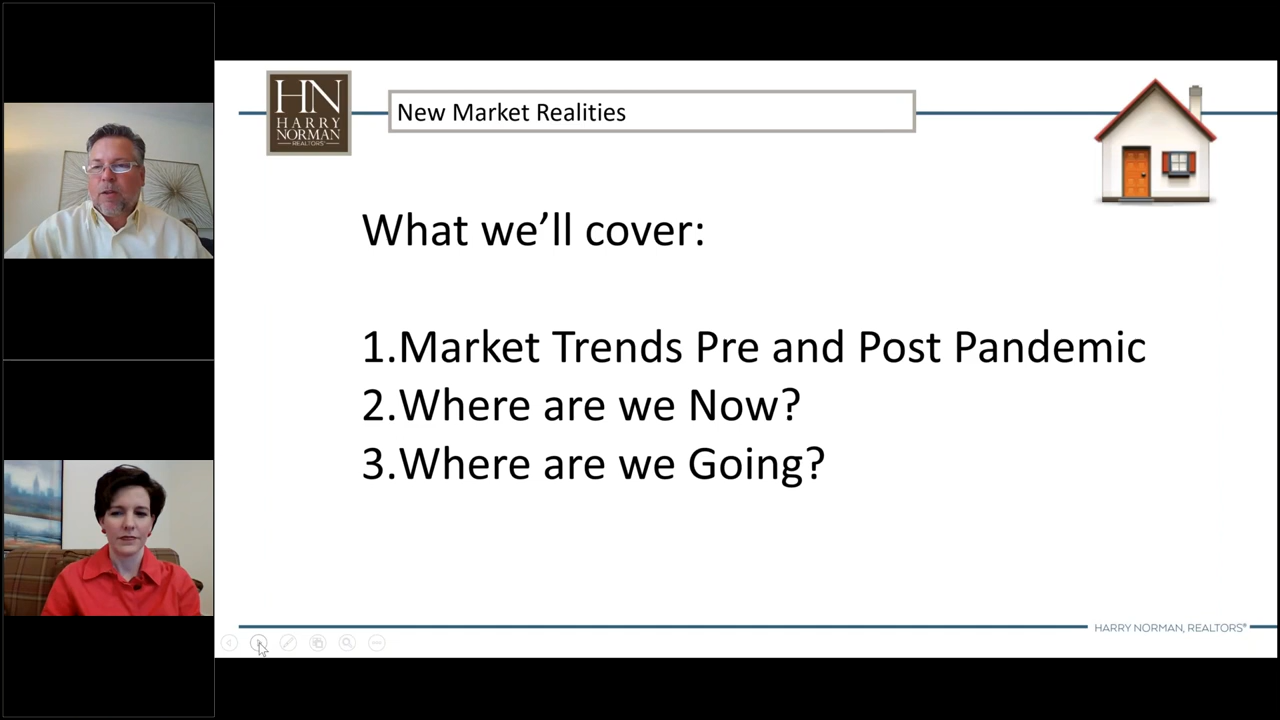 HN
HARRY
NORMAN
REALTORS®
New Market Realities
What we’ll cover:
1.Market Trends Pre and Post Pandemic
2.Where are we Now?
3.Where are we Going?
HARRY NORMAN, REALTORS®